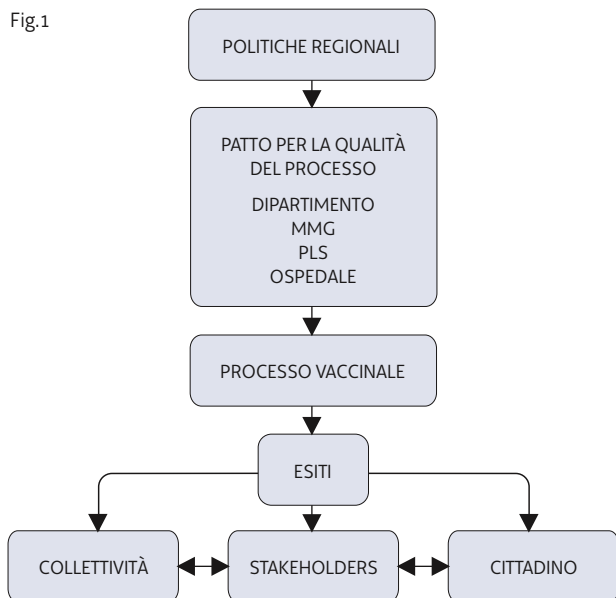 Fig.1
POLITICHE REGIONALI
PATTO PER LA QUALITÀ
DEL PROCESSO
DIPARTIMENTO
MMG
PLS
OSPEDALE
PROCESSO VACCINALE
ESITI
COLLETTIVITÀ
STAKEHOLDERS
CITTADINO